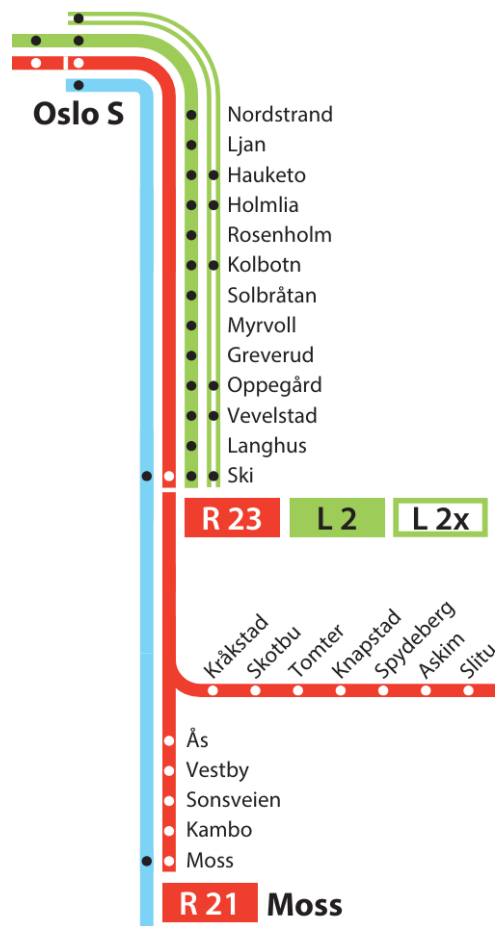 Oslo S
Nordstrand
Ljan
Hauketo
Holmlia
Rosenholm
Kolbotn
Solbråtan
Myrvoll
Greverud
Oppegård
Vevelstad
Langhus
Ski
R 23 L 2 L 2x
Kråkstad
Skotbu
Tomter
Knapstad
Spydeberg
Askim
Slitu
Ås
Vestby
Sonsveien
Kambo
Moss
R 21 Moss